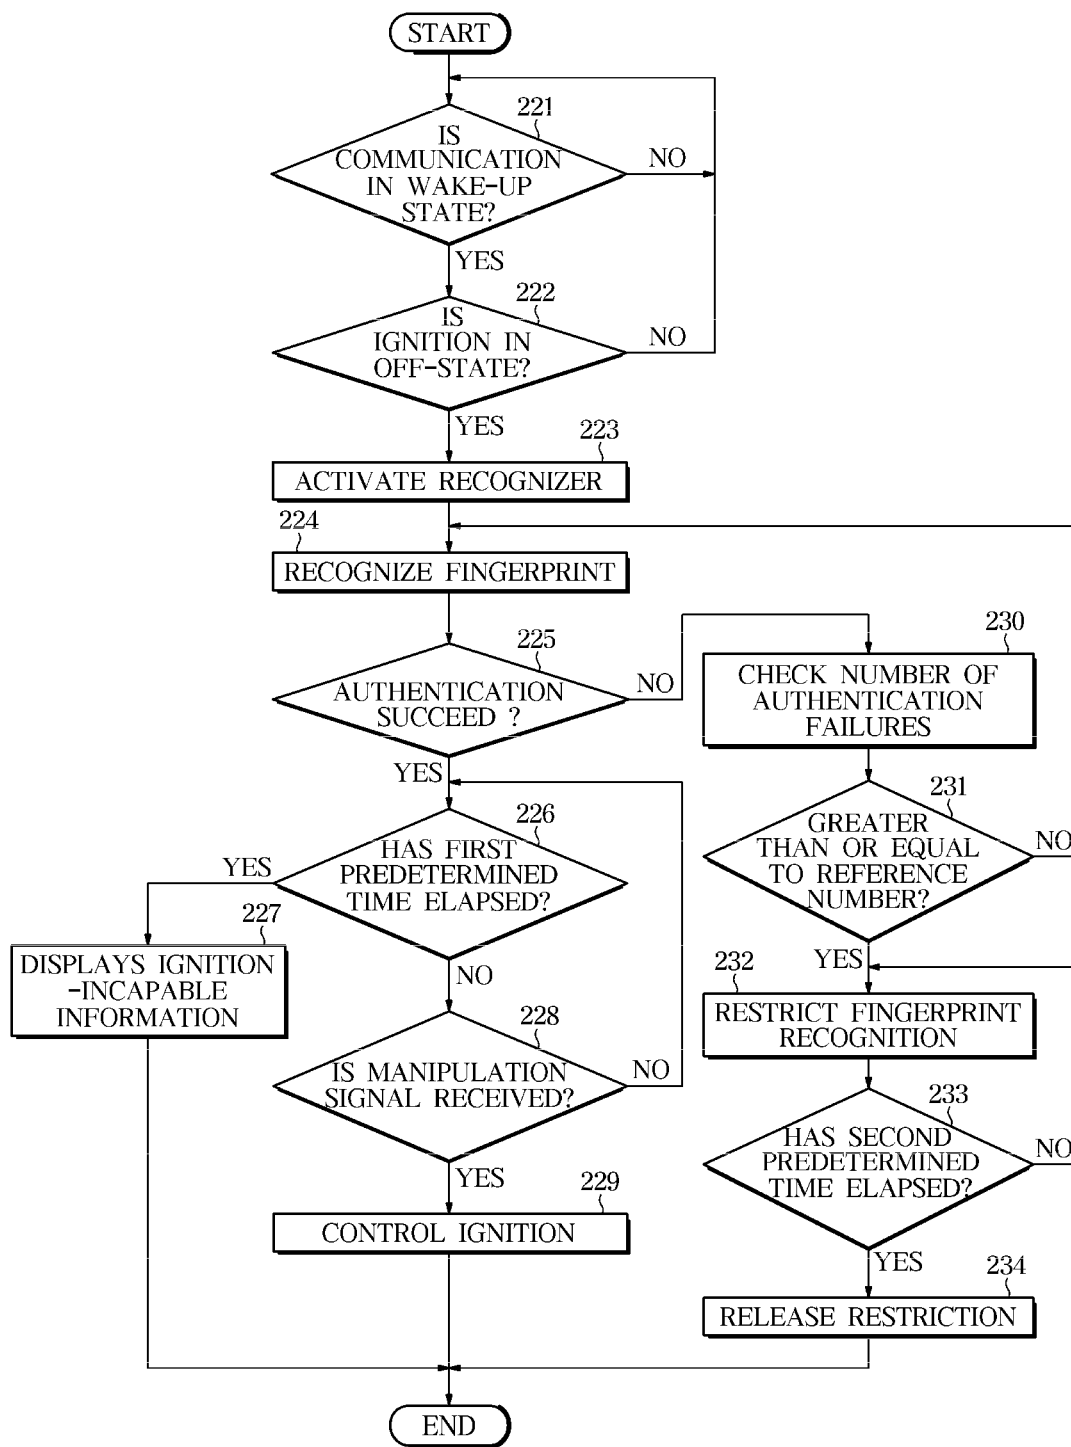 START
221
IS
COMMUNICATION
IN WAKE-UP
STATE?
NO
YES
222
IS
IGNITION IN
OFF-STATE?
NO
YES
223
ACTIVATE RECOGNIZER
224
RECOGNIZE FINGERPRINT
225
AUTHENTICATION
SUCCEED ?
NO
YES
230
CHECK NUMBER OF
AUTHENTICATION
FAILURES
231
GREATER
THAN OR EQUAL
TO REFERENCE
NUMBER?
NO
YES
226
HAS FIRST
PREDETERMINED
TIME ELAPSED?
YES
NO
227
DISPLAYS IGNITION
-INCAPABLE
INFORMATION
228
IS MANIPULATION
SIGNAL RECEIVED?
NO
YES
229
CONTROL IGNITION
232
RESTRICT FINGERPRINT
RECOGNITION
233
HAS SECOND
PREDETERMINED
TIME ELAPSED?
NO
YES
234
RELEASE RESTRICTION
END